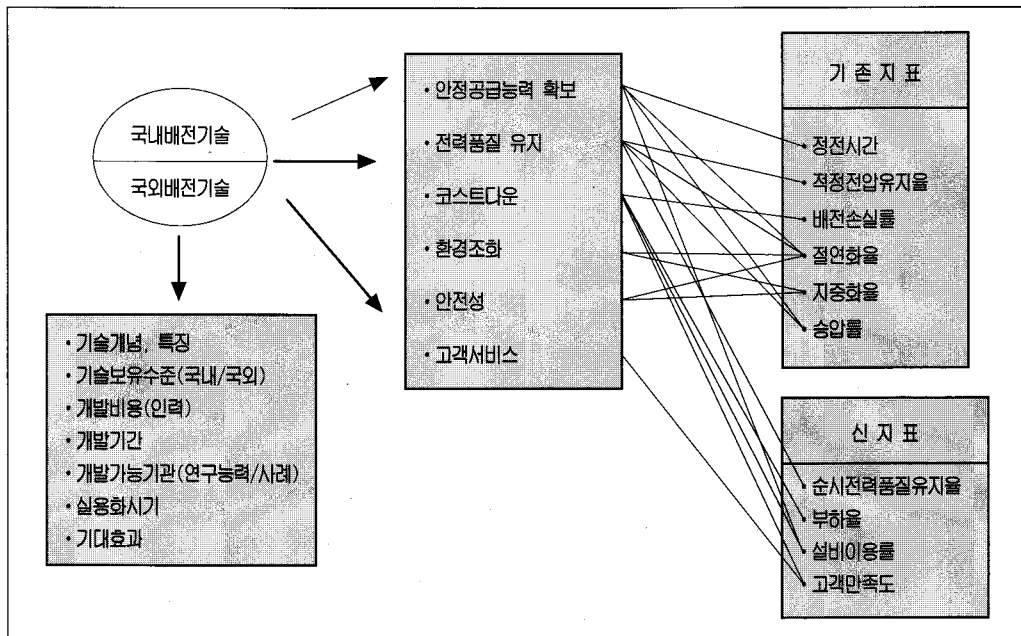 국내배전기술
국외배전기술
· 기술개념, 특징
· 기술보유수준(국내/국외)
· 개발비용(인력)
· 개발기간
· 개발가능기관(연구능력/사례)
· 실용화시기
· 기대효과
· 안정공급능력 확보
· 전력품질 유지
· 코스트다운
· 환경조화
· 안전성
· 고객서비스
기 존 지 표
· 정전시간
· 적정전압유지율
· 배전손실률
· 절연화율
· 지중화율
· 승압률
신 지 표
· 순시전력품질유지율
· 부하율
· 설비이용률
· 고객만족도